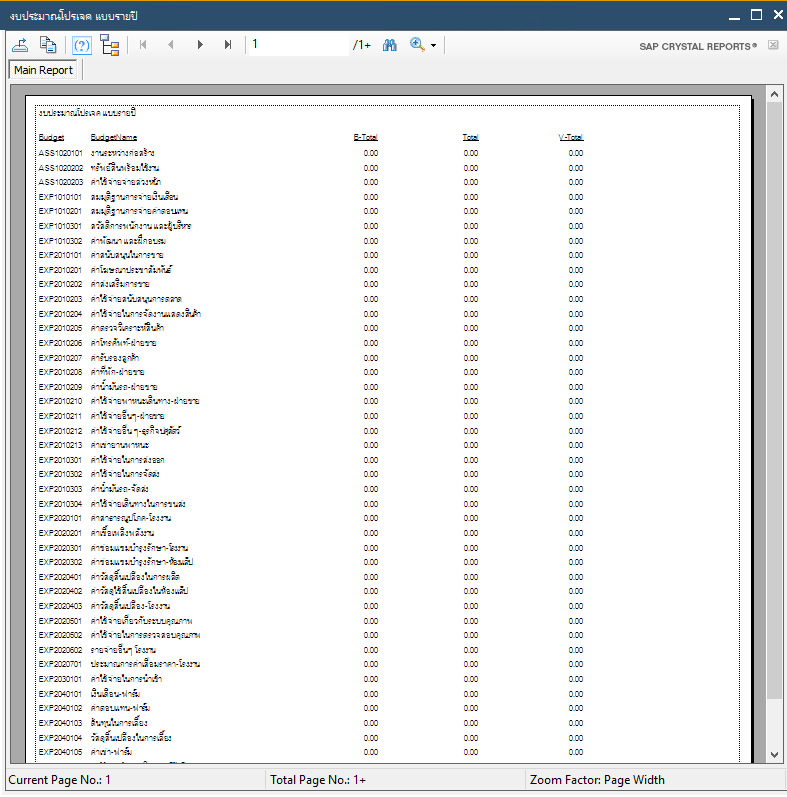 งบประมาณโปรเจค แบบรายปี
1 /1+ SAP CRYSTAL REPORTS®
Main Report
งบประมาณโปรเจค แบบรายปี
Budget BudgetName B-Total Total V-Total
ASS1020101 งานระหว่างก่อสร้าง 0.00 0.00 0.00
ASS1020202 ทรัพย์สินพร้อมใช้งาน 0.00 0.00 0.00
ASS1020203 ค่าใช้จ่ายจ่ายล่วงหน้า 0.00 0.00 0.00
EXP1010101 สมมุติฐานการจ่ายเงินเดือน 0.00 0.00 0.00
EXP1010201 สมมุติฐานการจ่ายค่าตอบแทน 0.00 0.00 0.00
EXP1010301 สวัสดิการพนักงาน และผู้บริหาร 0.00 0.00 0.00
EXP1010302 ค่าพัฒนา และฝึกอบรม 0.00 0.00 0.00
EXP2010101 ค่าสนับสนุนในการขาย 0.00 0.00 0.00
EXP2010201 ค่าโฆษณาประชาสัมพันธ์ 0.00 0.00 0.00
EXP2010202 ค่าส่งเสริมการขาย 0.00 0.00 0.00
EXP2010203 ค่าใช้จ่ายสนับสนุนการตลาด 0.00 0.00 0.00
EXP2010204 ค่าใช้จ่ายในการจัดงานแสดงสินค้า 0.00 0.00 0.00
EXP2010205 ค่าตรวจวิเคราะห์สินค้า 0.00 0.00 0.00
EXP2010206 ค่าโทรศัพท์-ฝ่ายขาย 0.00 0.00 0.00
EXP2010207 ค่ารับรองลูกค้า 0.00 0.00 0.00
EXP2010208 ค่าที่พัก-ฝ่ายขาย 0.00 0.00 0.00
EXP2010209 ค่าน้ำมันรถ-ฝ่ายขาย 0.00 0.00 0.00
EXP2010210 ค่าใช้จ่ายพาหนะเดินทาง-ฝ่ายขาย 0.00 0.00 0.00
EXP2010211 ค่าใช้จ่ายอื่นๆ-ฝ่ายขาย 0.00 0.00 0.00
EXP2010212 ค่าใช้จ่ายอื่น ๆ-ธุรกิจปศุสัตว์ 0.00 0.00 0.00
EXP2010213 ค่าเช่ายานพาหนะ 0.00 0.00 0.00
EXP2010301 ค่าใช้จ่ายในการส่งออก 0.00 0.00 0.00
EXP2010302 ค่าใช้จ่ายในการจัดส่ง 0.00 0.00 0.00
EXP2010303 ค่าน้ำมันรถ-จัดส่ง 0.00 0.00 0.00
EXP2010304 ค่าใช้จ่ายเดินทางในการขนส่ง 0.00 0.00 0.00
EXP2020101 ค่าสาธารณูปโภค-โรงงาน 0.00 0.00 0.00
EXP2020201 ค่าเชื้อเพลิงพลังงาน 0.00 0.00 0.00
EXP2020301 ค่าซ่อมแซมบำรุงรักษา-โรงงาน 0.00 0.00 0.00
EXP2020302 ค่าซ่อมแซมบำรุงรักษา-ห้องแล็ป 0.00 0.00 0.00
EXP2020401 ค่าวัสดุสิ้นเปลืองในการผลิต 0.00 0.00 0.00
EXP2020402 ค่าวัสดุใช้สิ้นเปลืองในห้องแล็ป 0.00 0.00 0.00
EXP2020403 ค่าวัสดุสิ้นเปลือง-โรงงาน 0.00 0.00 0.00
EXP2020501 ค่าใช้จ่ายเกี่ยวกับระบบคุณภาพ 0.00 0.00 0.00
EXP2020502 ค่าใช้จ่ายในการตรวจสอบคุณภาพ 0.00 0.00 0.00
EXP2020602 รายจ่ายอื่นๆ โรงงาน 0.00 0.00 0.00
EXP2020701 ประมาณการค่าเสื่อมราคา-โรงงาน 0.00 0.00 0.00
EXP2030101 ค่าใช้จ่ายในการนำเข้า 0.00 0.00 0.00
EXP2040101 เงินเดือน-ฟาร์ม 0.00 0.00 0.00
EXP2040102 ค่าตอบแทน-ฟาร์ม 0.00 0.00 0.00
EXP2040103 ต้นทุนในการเลี้ยง 0.00 0.00 0.00
EXP2040104 วัสดุสิ้นเปลืองในการเลี้ยง 0.00 0.00 0.00
EXP2040105 ค่าเช่า-ฟาร์ม 0.00 0.00 0.00
Current Page No.: 1 Total Page No.: 1+ Zoom Factor: Page Width